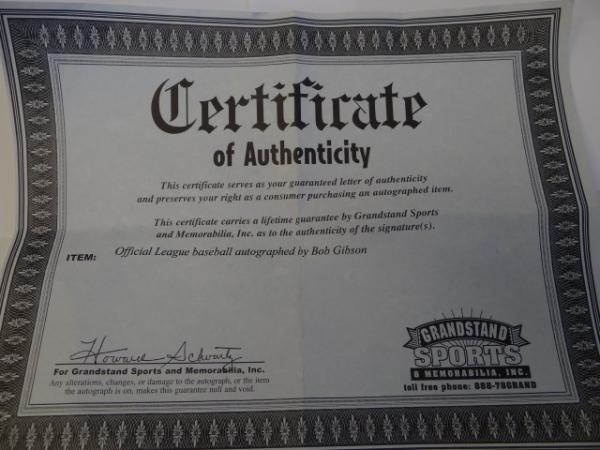 Certificate
of Authenticity
This certificate serves as your guaranteed letter of authenticity
and preserves your right as a consumer purchasing an autographed item.
This certificate carries a lifetime guarantee by Grandstand Sports
and Memorabilia, Inc. as to the authenticity of the signature(s).
ITEM: Official League baseball autographed by Bob Gibson
Howard Schwartz
For Grandstand Sports and Memorabilia, Inc.
Any alterations, changes, or damage to the autograph, or the item
the autograph is on, makes this guarantee null and void.
GRANDSTAND
SPORTS
& MEMORABILIA, INC.
toll free phone: 888-78GRAND